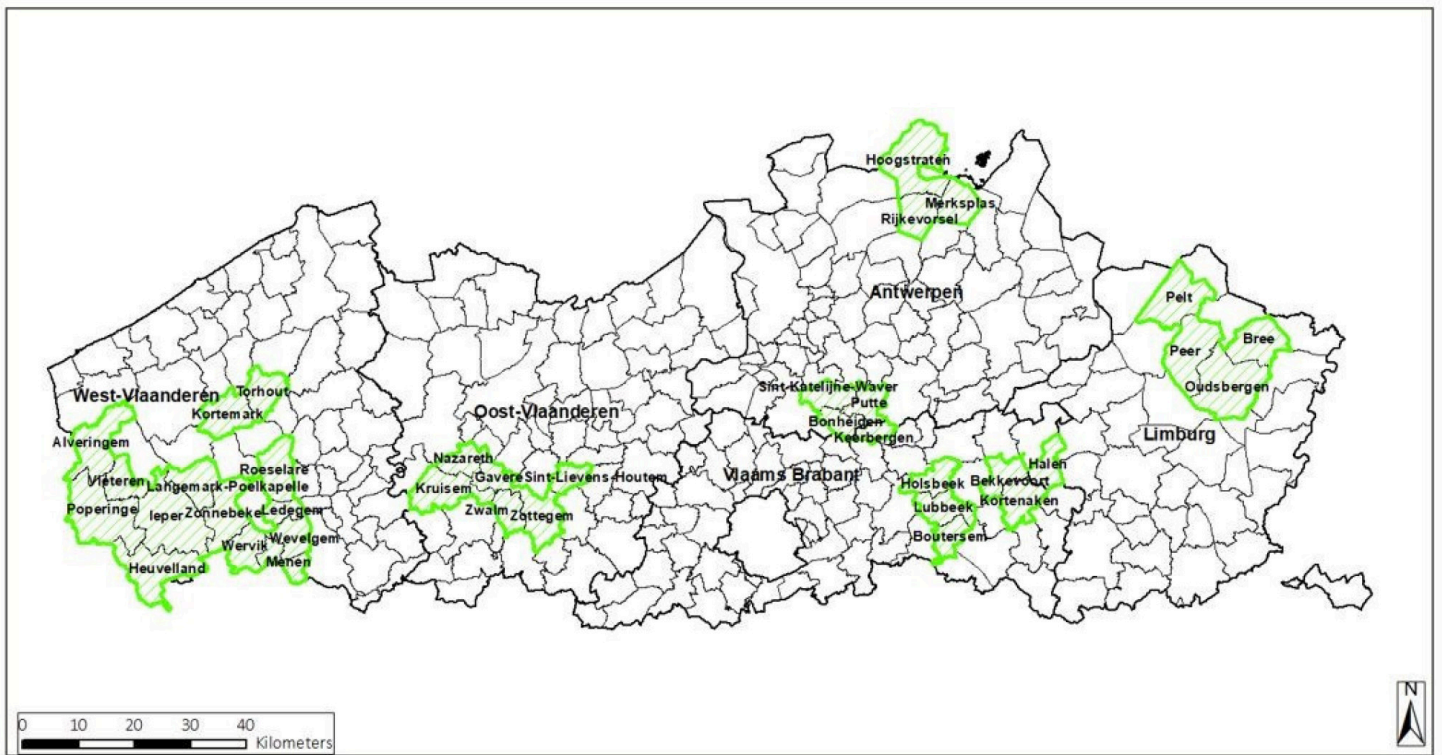 Hoogstraten
Merksplas
Rijkevorsel
Antwerpen
Pelt
Bree
Peer
Oudsbergen
Limburg
Sint-Katelijne-Waver
Putte
Bonheiden
Keerbergen
West-Vlaanderen
Torhout
Kortemark
Alveringem
Roeselare
Vleteren
Langemark-Poelkapelle
Poperinge
Ieper
Zonnebeke
Ledegem
Wevelgem
Wervik
Menen
Heuvelland
Oost-Vlaanderen
Nazareth
Gavere
Sint-Lievens-Houtem
Kruisem
Zwalm
Zottegem
Vlaams Brabant
Holsbeek
Lubbeek
Boutersem
Halen
Bekkevoort
Kortenaken
N
0 10 20 30 40
Kilometers